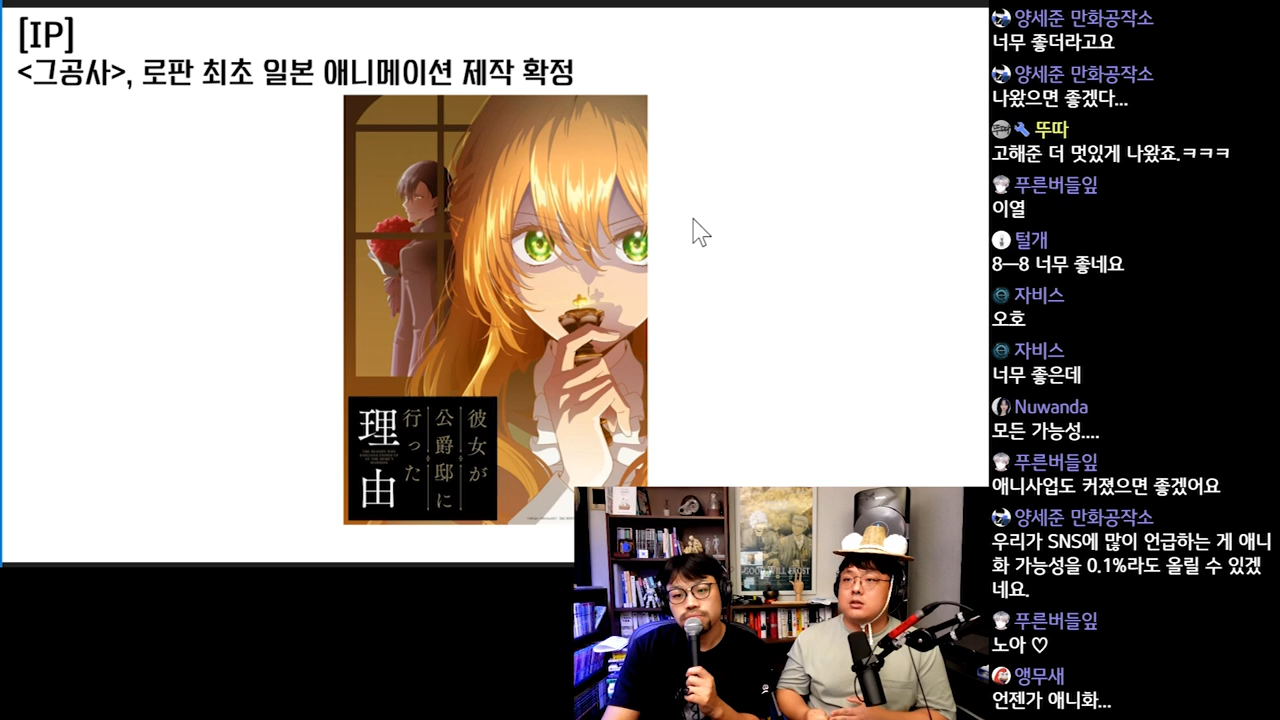 [IP]
<그공사>, 로판 최초 일본 애니메이션 제작 확정
彼女が
公爵邸に
行った
理由
양세준 만화공작소
너무 좋더라고요
양세준 만화공작소
나왔으면 좋겠다...
뚜따
고해준 더 멋있게 나왔죠.ㅋㅋㅋ
푸른버들잎
이열
털개
8ㅡ8 너무 좋네요
자비스
오호
자비스
너무 좋은데
Nuwanda
모든 가능성....
푸른버들잎
애니사업도 커졌으면 좋겠어요
양세준 만화공작소
우리가 SNS에 많이 언급하는 게 애니
화 가능성을 0.1%라도 올릴 수 있겠
네요.
푸른버들잎
노아 ♡
앵무새
언젠가 애니화...